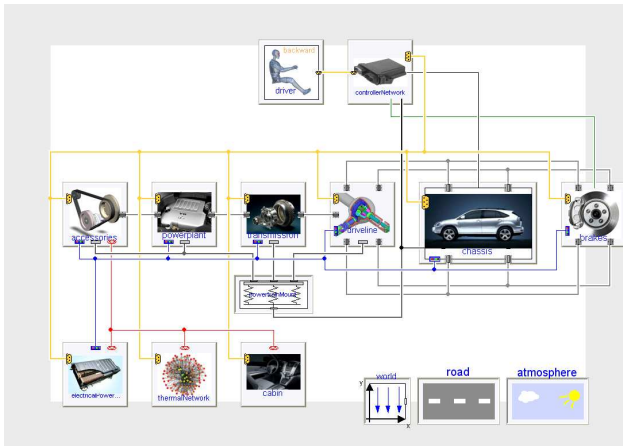 backward
driver
controllerNetwork
accessories
powerplant
transmission
driveline
chassis
brakes
powertrainMount
electricalPower...
thermalNetwork
cabin
world
y
x
road
atmosphere